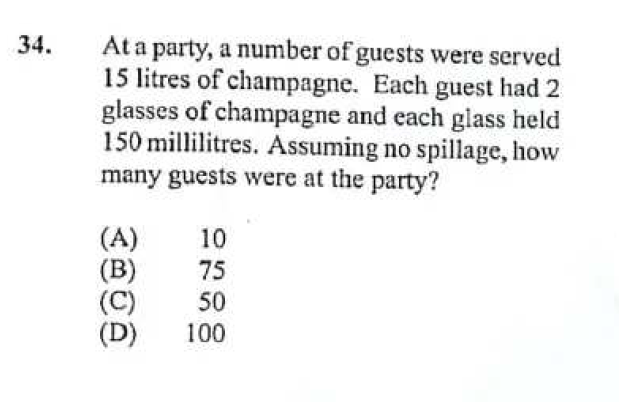 34. At a party, a number of guests were served
15 litres of champagne. Each guest had 2
glasses of champagne and each glass held
150 millilitres. Assuming no spillage, how
many guests were at the party?
(A) 10
(B) 75
(C) 50
(D) 100